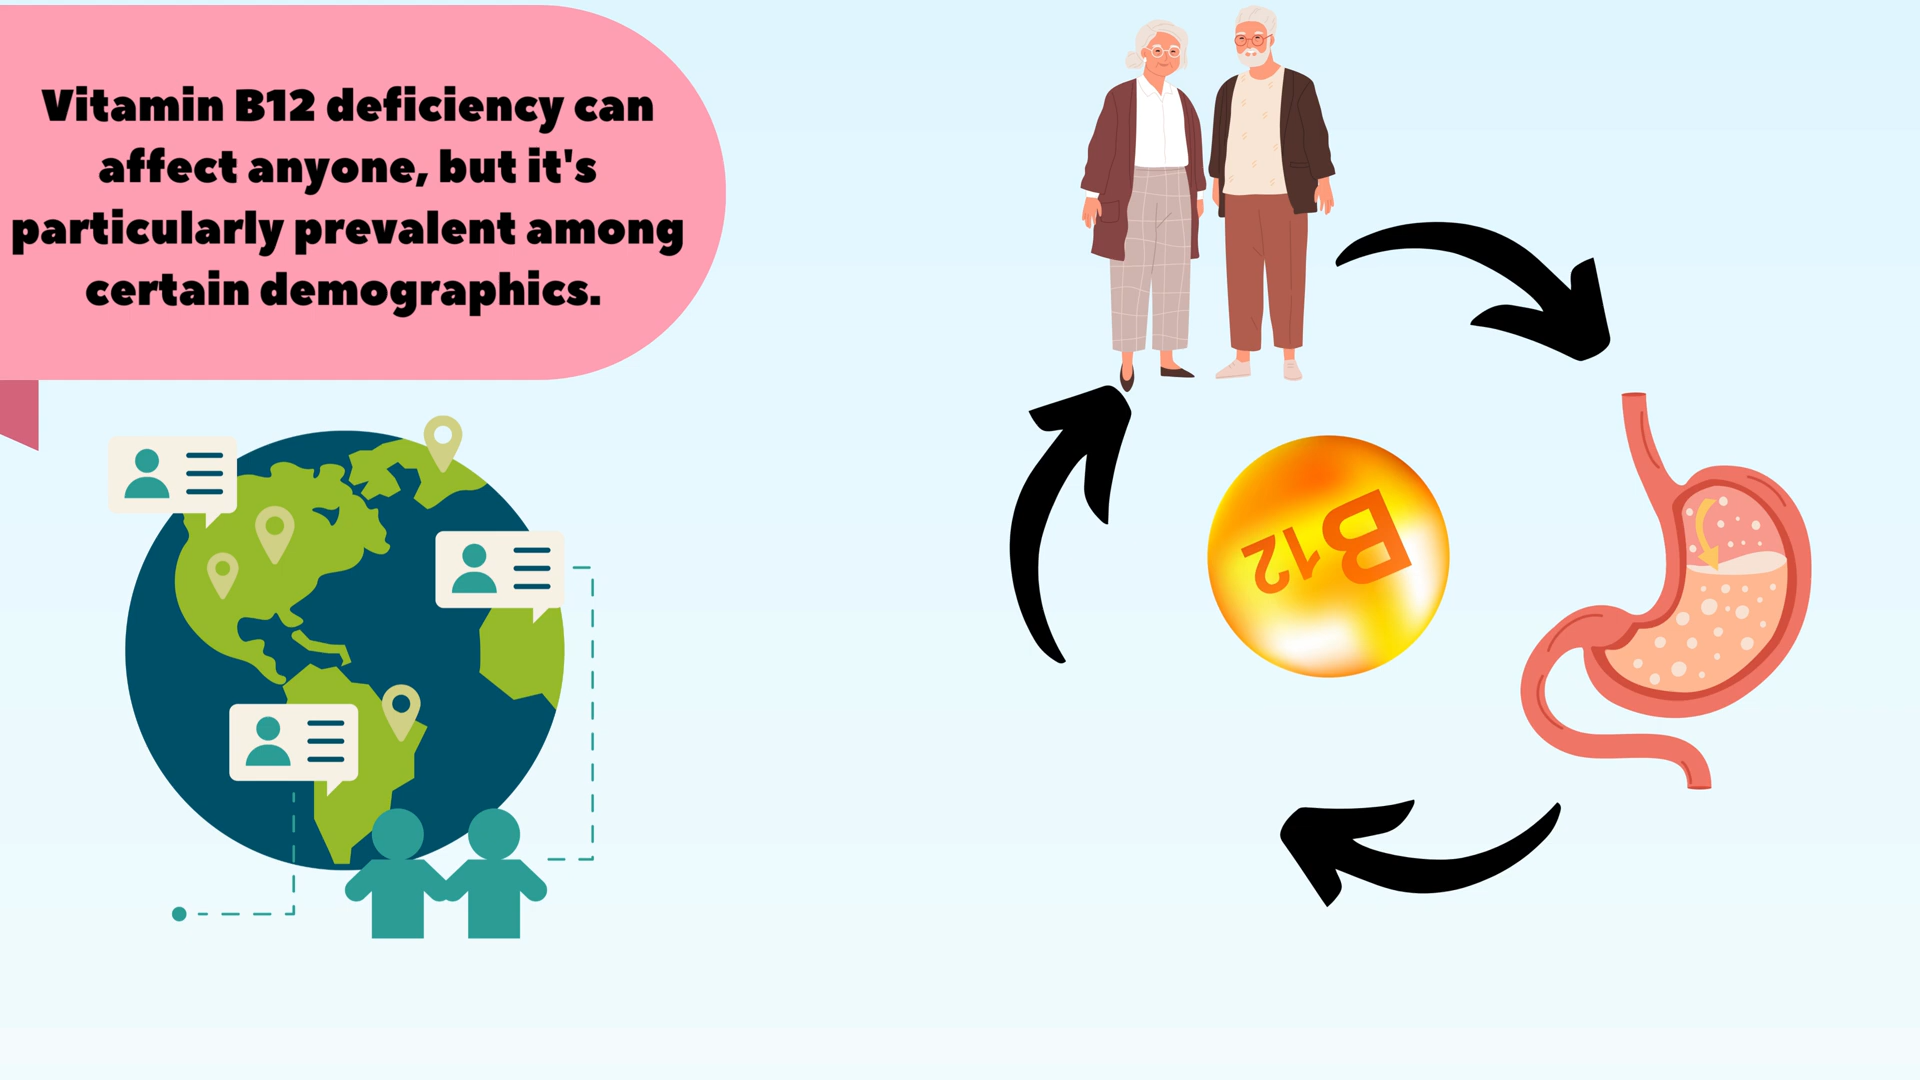 Vitamin B12 deficiency can
affect anyone, but it's
particularly prevalent among
certain demographics.
B12